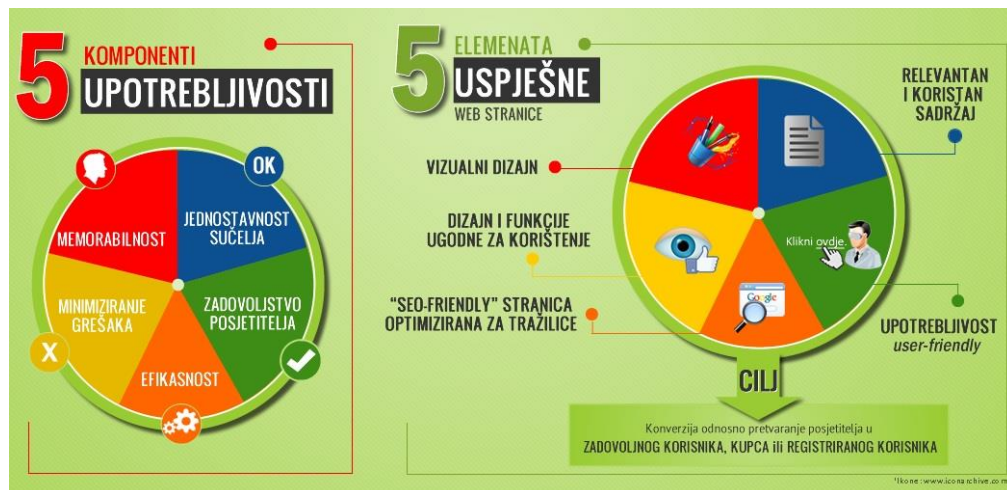 5
KOMPONENTI
UPOTREBLJIVOSTI
OK
MEMORABILNOST
JEDNOSTAVNOST
SUČELJA
MINIMIZIRANJE
GREŠAKA
ZADOVOLJSTVO
POSJETITELJA
X
EFIKASNOST
5
ELEMENATA
USPJEŠNE
WEB STRANICE
RELEVANTAN
I KORISTAN
SADRŽAJ
VIZUALNI DIZAJN
DIZAJN I FUNKCIJE
UGODNE ZA KORIŠTENJE
Klikni ovdje.
"SEO-FRIENDLY" STRANICA
OPTIMIZIRANA ZA TRAŽILICE
Google
UPOTREBLJIVOST
user-friendly
CILJ
Konverzija odnosno pretvaranje posjetitelja u
ZADOVOLJNOG KORISNIKA, KUPCA ili REGISTRIRANOG KORISNIKA
*Ikone: www.iconarchive.com